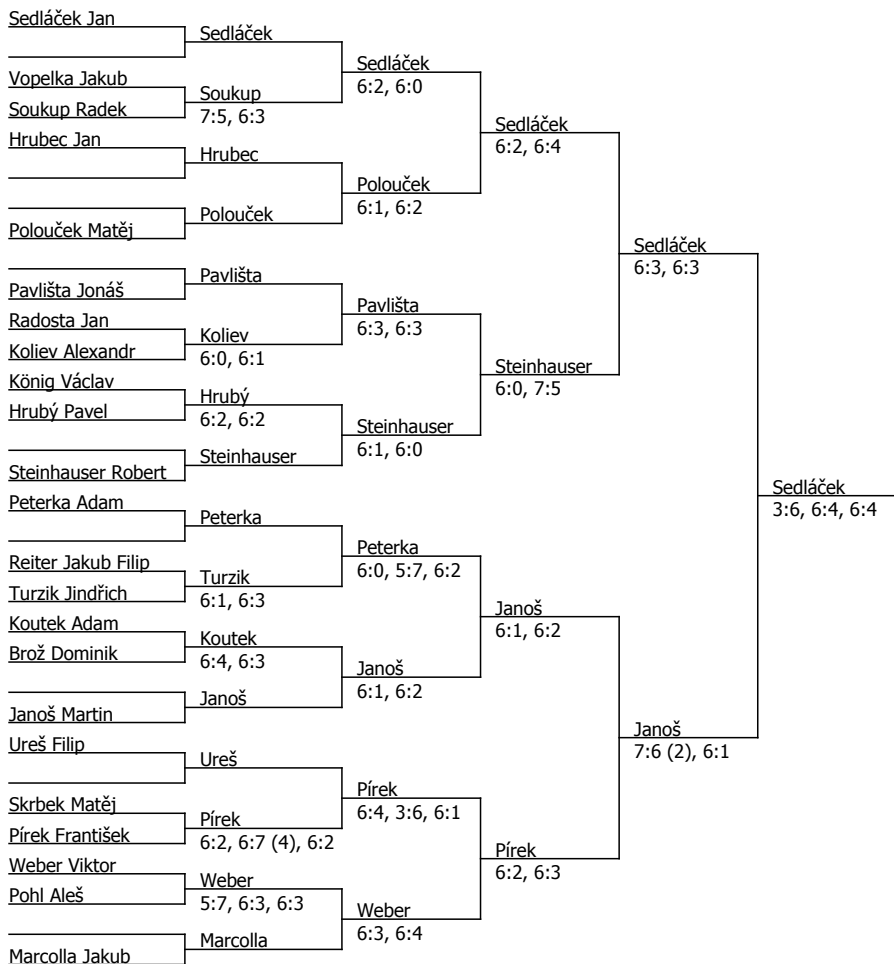 Sedláček Jan
Sedláček
Sedláček
6:2, 6:0
Vopelka Jakub
Soukup
7:5, 6:3
Soukup Radek
Sedláček
6:2, 6:4
Hrubec Jan
Hrubec
Polouček
6:1, 6:2
Polouček
Polouček Matěj
Sedláček
6:3, 6:3
Pavlišta
Pavlišta Jonáš
Pavlišta
6:3, 6:3
Radosta Jan
Koliev
6:0, 6:1
Koliev Alexandr
Steinhauser
6:0, 7:5
König Václav
Hrubý
6:2, 6:2
Hrubý Pavel
Steinhauser
6:1, 6:0
Steinhauser
Steinhauser Robert
Sedláček
3:6, 6:4, 6:4
Peterka Adam
Peterka
Peterka
6:0, 5:7, 6:2
Reiter Jakub Filip
Turzik
6:1, 6:3
Turzik Jindřich
Janoš
6:1, 6:2
Koutek Adam
Koutek
6:4, 6:3
Brož Dominik
Janoš
6:1, 6:2
Janoš
Janoš Martin
Janoš
7:6 (2), 6:1
Ureš Filip
Ureš
Pírek
6:4, 3:6, 6:1
Skrbek Matěj
Pírek
6:2, 6:7 (4), 6:2
Pírek František
Pírek
6:2, 6:3
Weber Viktor
Weber
5:7, 6:3, 6:3
Pohl Aleš
Weber
6:3, 6:4
Marcolla
Marcolla Jakub